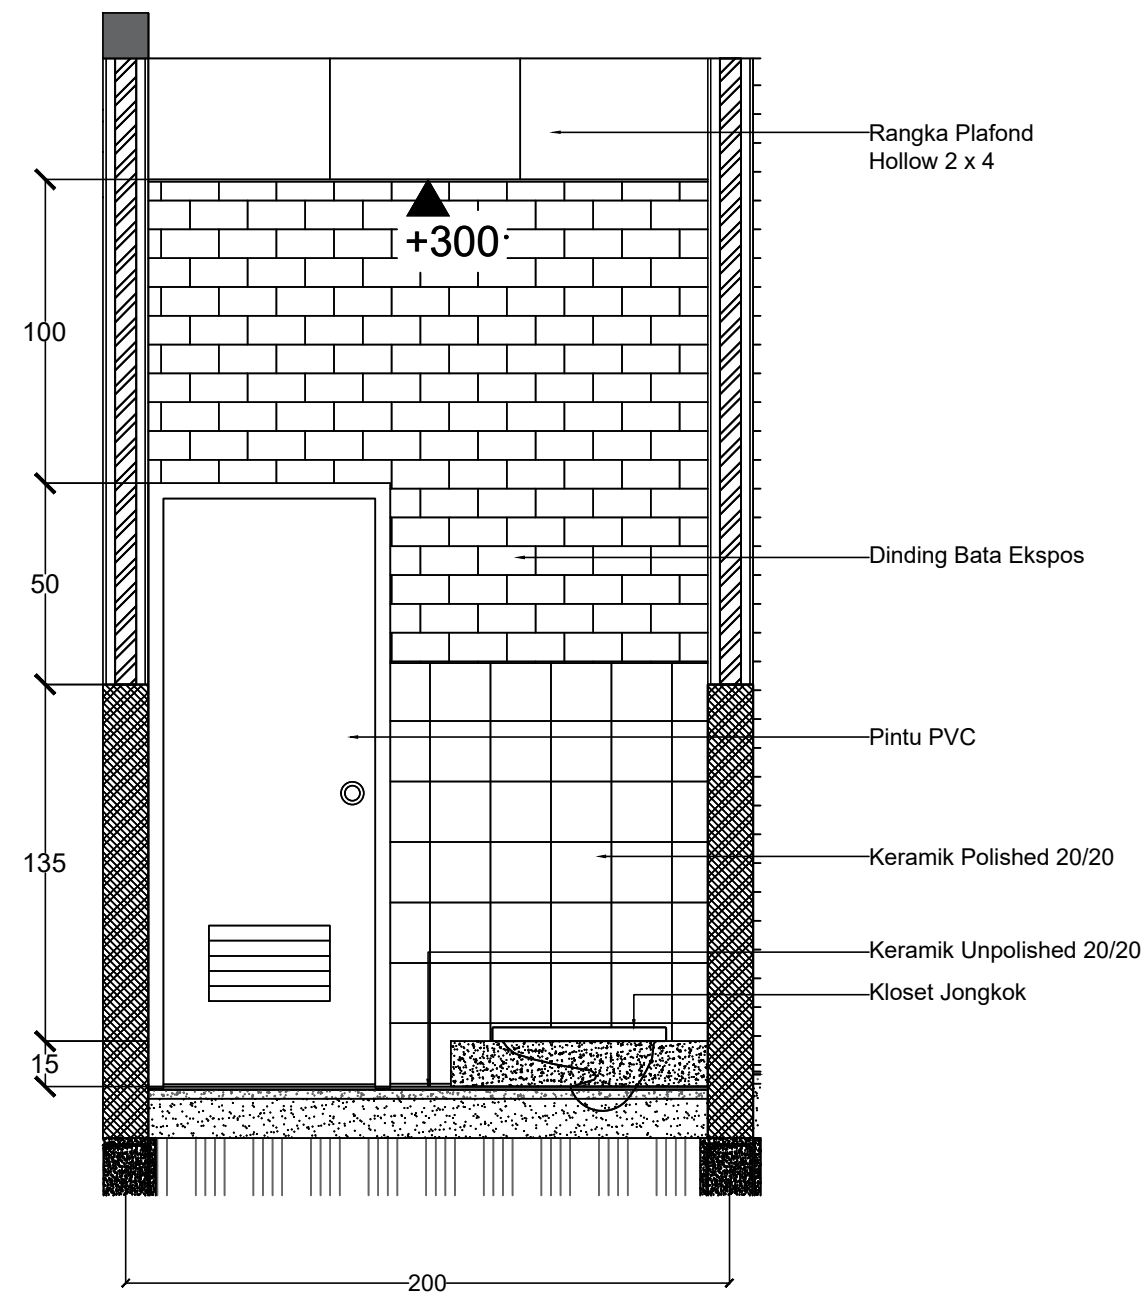 Rangka Plafond
Hollow 2 x 4
+300
100
Dinding Bata Ekspos
50
Pintu PVC
Keramik Polished 20/20
135
Keramik Unpolished 20/20
Kloset Jongkok
15
200